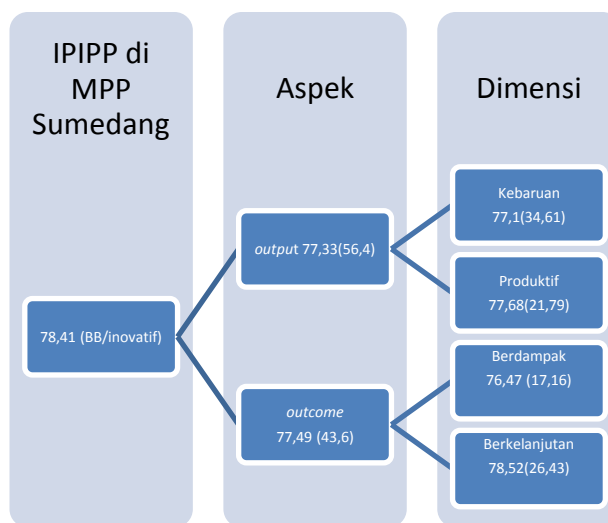 IPIPP di
MPP
Sumedang
Aspek
Dimensi
78,41 (BB/inovatif)
output 77,33(56,4)
outcome
77,49 (43,6)
Kebaruan
77,1(34,61)
Produktif
77,68(21,79)
Berdampak
76,47 (17,16)
Berkelanjutan
78,52(26,43)